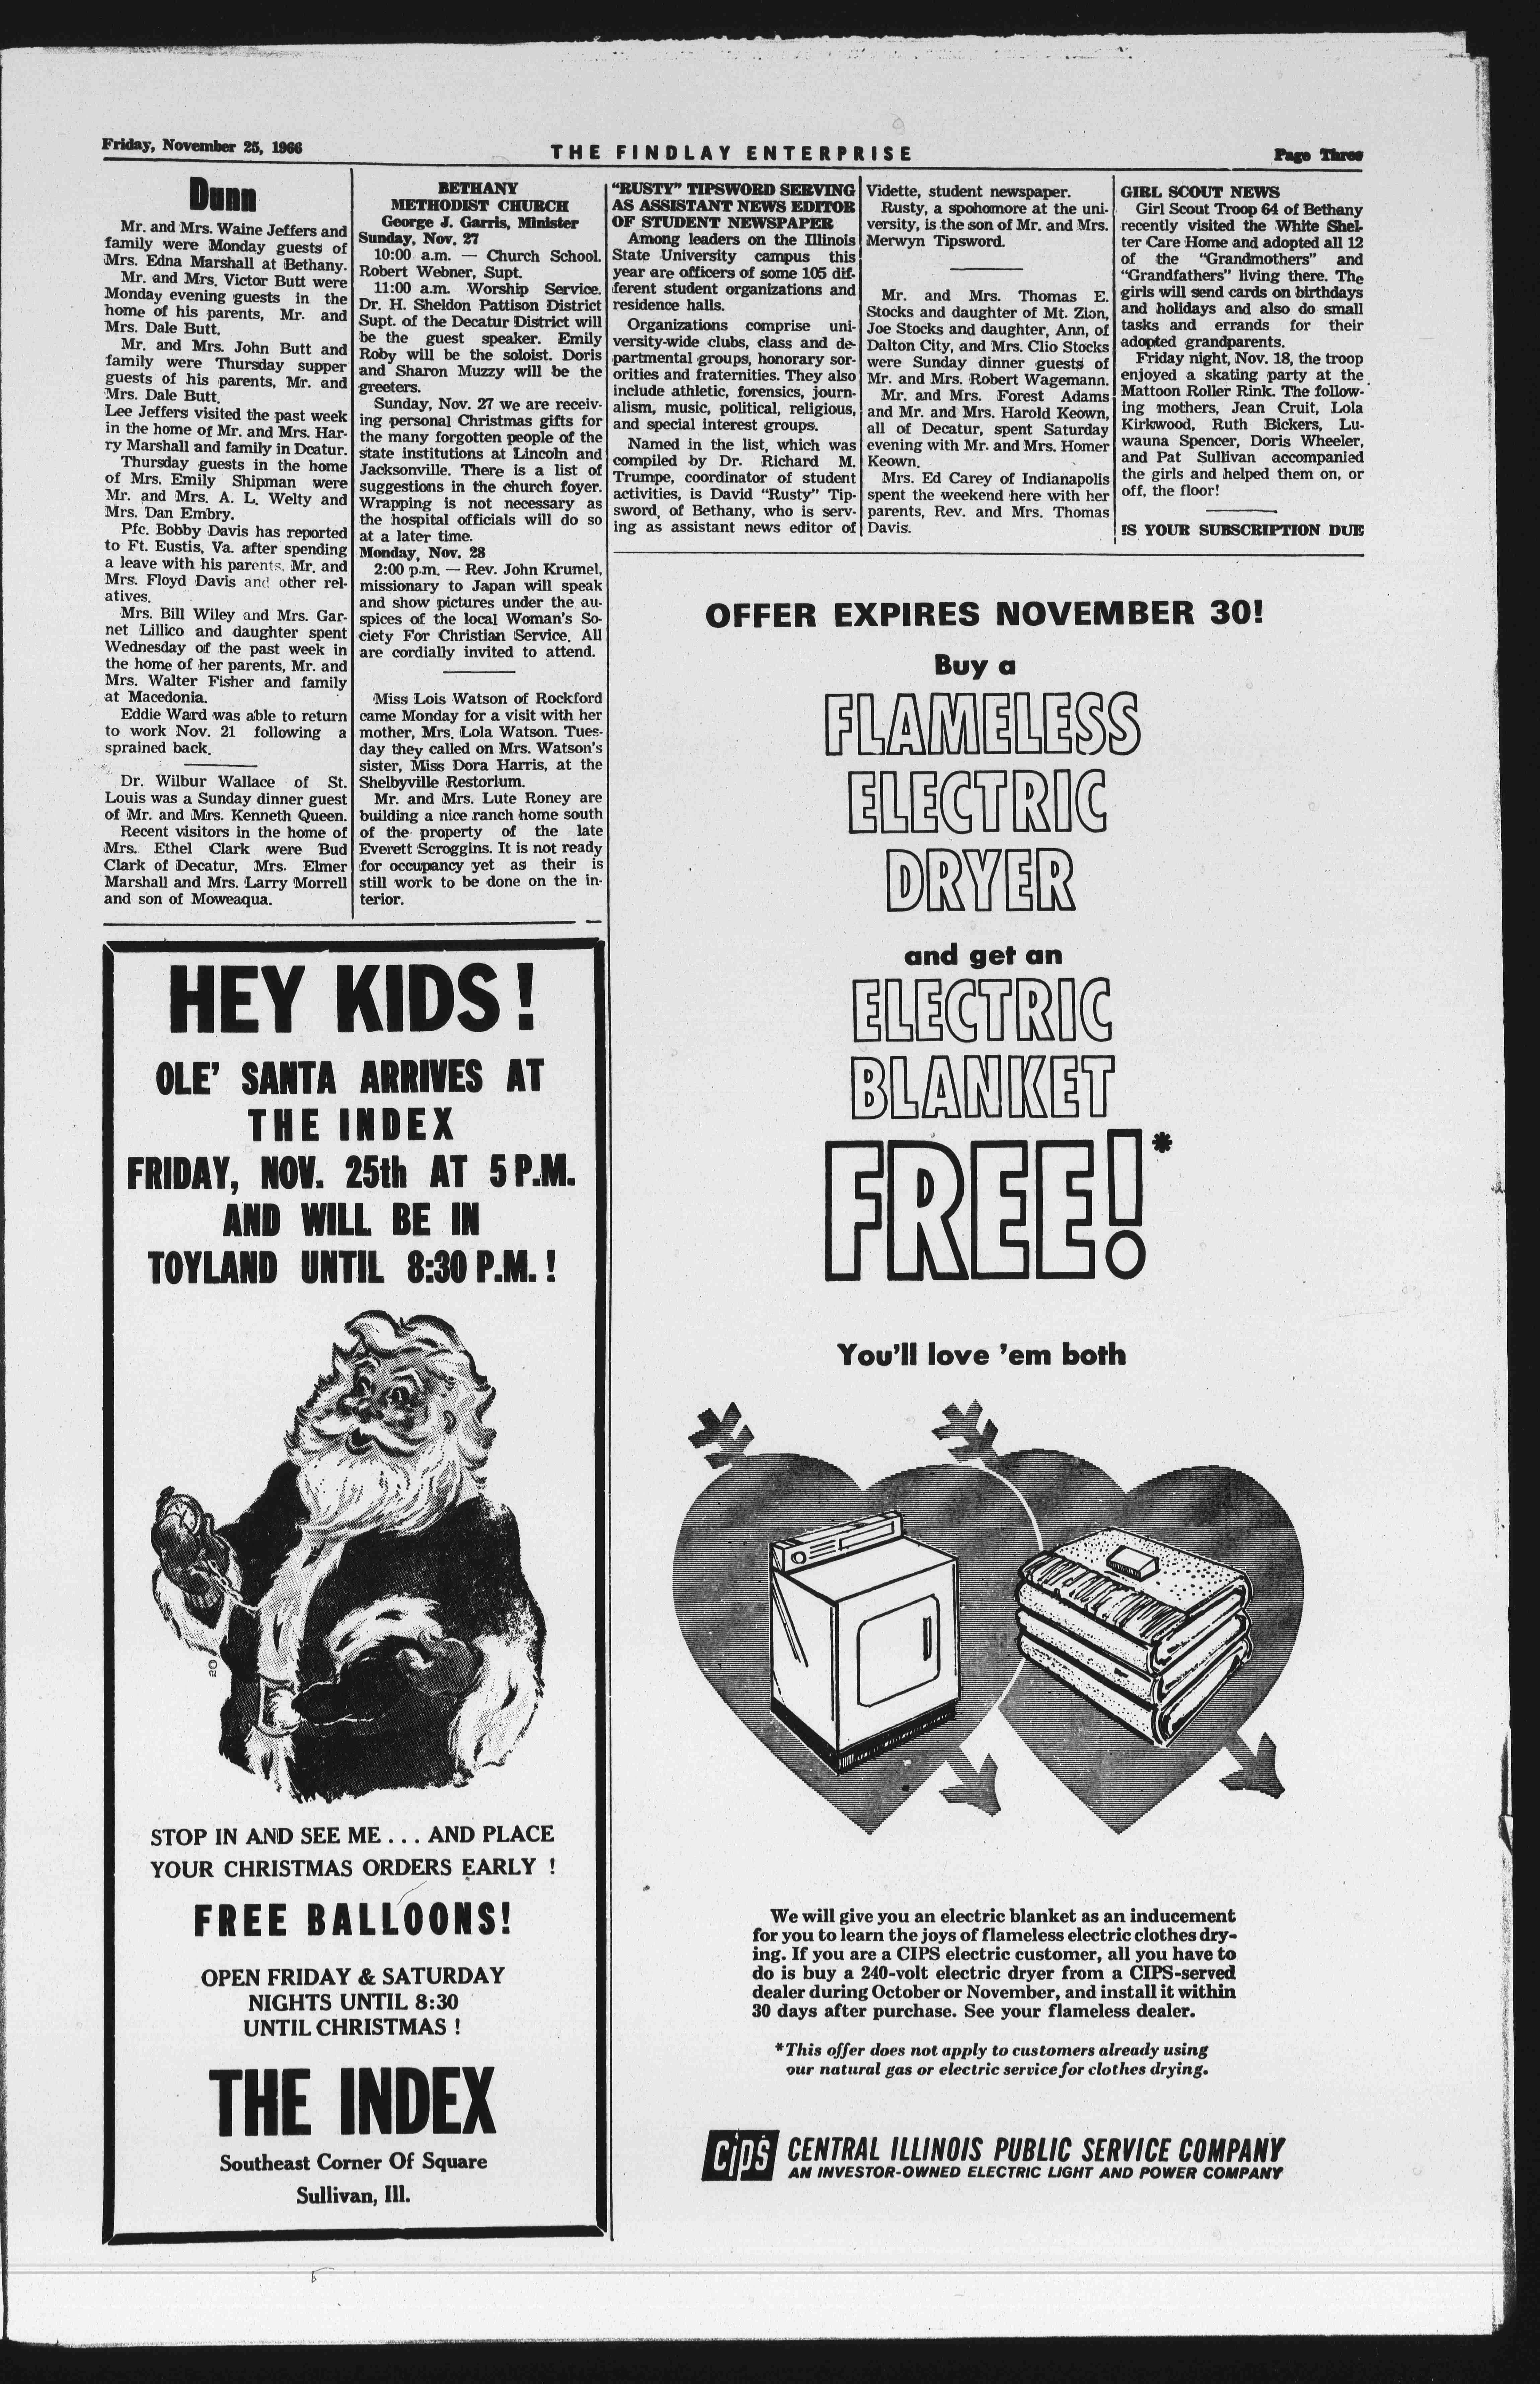 Friday, November 25, 1966
THE FINDLAY ENTERPRISE
Page Three
Dunn
Mr. and Mrs. Waine Jeffers and
family were Monday guests of
Mrs. Edna Marshall at Bethany.
Mr. and Mrs. Victor Butt were
Monday evening guests in the
home of his parents, Mr. and
Mrs. Dale Butt.
Mr. and Mrs. John Butt and
family were Thursday supper
guests of his parents, Mr. and
Mrs. Dale Butt.
Lee Jeffers visited the past week
in the home of Mr. and Mrs. Har-
ry Marshall and family in Dcatur.
Thursday guests in the home
of Mrs. Emily Shipman were
Mr. and Mrs. A. L. Welty and
Mrs. Dan Embry.
Pfc. Bobby Davis has reported
to Ft. Eustis, Va. after spending
a leave with his parents, Mr. and
Mrs. Floyd Davis and other rel-
atives.
Mrs. Bill Wiley and Mrs. Gar-
net Lillico and daughter spent
Wednesday of the past week in
the home of her parents, Mr. and
Mrs. Walter Fisher and family
at Macedonia.
Eddie Ward was able to return
to work Nov. 21 following a
sprained back.
Dr. Wilbur Wallace of St.
Louis was a Sunday dinner guest
of Mr. and Mrs. Kenneth Queen.
Recent visitors in the home of
Mrs. Ethel Clark were Bud
Clark of Decatur, Mrs. Elmer
Marshall and Mrs. Larry Morrell
and son of Moweaqua.
BETHANY
METHODIST CHURCH
George J. Garris, Minister
Sunday, Nov. 27
10:00 a.m. — Church School.
Robert Webner, Supt.
11:00 a.m. Worship Service.
Dr. H. Sheldon Pattison District
Supt. of the Decatur District will
be the guest speaker. Emily
Roby will be the soloist. Doris
and Sharon Muzzy will be the
greeters.
Sunday, Nov. 27 we are receiv-
ing personal Christmas gifts for
the many forgotten people of the
state institutions at Lincoln and
Jacksonville. There is a list of
suggestions in the church foyer.
Wrapping is not necessary as
the hospital officials will do so
at a later time.
Monday, Nov. 28
2:00 p.m. — Rev. John Krumel,
missionary to Japan will speak
and show pictures under the au-
spices of the local Woman's So-
ciety For Christian Service. All
are cordially invited to attend.
Miss Lois Watson of Rockford
came Monday for a visit with her
mother, Mrs. Lola Watson. Tues-
day they called on Mrs. Watson's
sister, Miss Dora Harris, at the
Shelbyville Restorium.
Mr. and Mrs. Lute Roney are
building a nice ranch home south
of the property of the late
Everett Scroggins. It is not ready
for occupancy yet as their is
still work to be done on the in-
terior.
"RUSTY" TIPSWORD SERVING
AS ASSISTANT NEWS EDITOR
OF STUDENT NEWSPAPER
Among leaders on the Illinois
State University campus this
year are officers of some 105 dif-
ferent student organizations and
residence halls.
Organizations comprise uni-
versity-wide clubs, class and de-
partmental groups, honorary sor-
orities and fraternities. They also
include athletic, forensics, journ-
alism, music, political, religious,
and special interest groups.
Named in the list, which was
compiled by Dr. Richard M.
Trumpe, coordinator of student
activities, is David "Rusty" Tip-
sword, of Bethany, who is serv-
ing as assistant news editor of
Vidette, student newspaper.
Rusty, a spohomore at the uni-
versity, is the son of Mr. and Mrs.
Merwyn Tipsword.
Mr. and Mrs. Thomas E.
Stocks and daughter of Mt. Zion,
Joe Stocks and daughter, Ann, of
Dalton City, and Mrs. Clio Stocks
were Sunday dinner guests of
Mr. and Mrs. Robert Wagemann.
Mr. and Mrs. Forest Adams
and Mr. and Mrs. Harold Keown,
all of Decatur, spent Saturday
evening with Mr. and Mrs. Homer
Keown.
Mrs. Ed Carey of Indianapolis
spent the weekend here with her
parents, Rev. and Mrs. Thomas
Davis.
GIRL SCOUT NEWS
Girl Scout Troop 64 of Bethany
recently visited the White Shel-
ter Care Home and adopted all 12
of the "Grandmothers" and
"Grandfathers" living there. The
girls will send cards on birthdays
and holidays and also do small
tasks and errands for their
adopted grandparents.
Friday night, Nov. 18, the troop
enjoyed a skating party at the
Mattoon Roller Rink. The follow-
ing mothers, Jean Cruit, Lola
Kirkwood, Ruth Bickers, Lu-
wauna Spencer, Doris Wheeler,
and Pat Sullivan accompanied
the girls and helped them on, or
off, the floor!
IS YOUR SUBSCRIPTION DUE
HEY KIDS!
OLE' SANTA ARRIVES AT
THE INDEX
FRIDAY, NOV. 25th AT 5 P.M.
AND WILL BE IN
TOYLAND UNTIL 8:30 P.M. !
STOP IN AND SEE ME . . . AND PLACE
YOUR CHRISTMAS ORDERS EARLY !
FREE BALLOONS!
OPEN FRIDAY & SATURDAY
NIGHTS UNTIL 8:30
UNTIL CHRISTMAS !
THE INDEX
Southeast Corner Of Square
Sullivan, Ill.
OFFER EXPIRES NOVEMBER 30!
Buy a
FLAMELESS
ELECTRIC
DRYER
and get an
ELECTRIC
BLANKET
FREE!*
You'll love 'em both
We will give you an electric blanket as an inducement
for you to learn the joys of flameless electric clothes dry-
ing. If you are a CIPS electric customer, all you have to
do is buy a 240-volt electric dryer from a CIPS-served
dealer during October or November, and install it within
30 days after purchase. See your flameless dealer.
*This offer does not apply to customers already using
our natural gas or electric service for clothes drying.
CIPS CENTRAL ILLINOIS PUBLIC SERVICE COMPANY
AN INVESTOR-OWNED ELECTRIC LIGHT AND POWER COMPANY